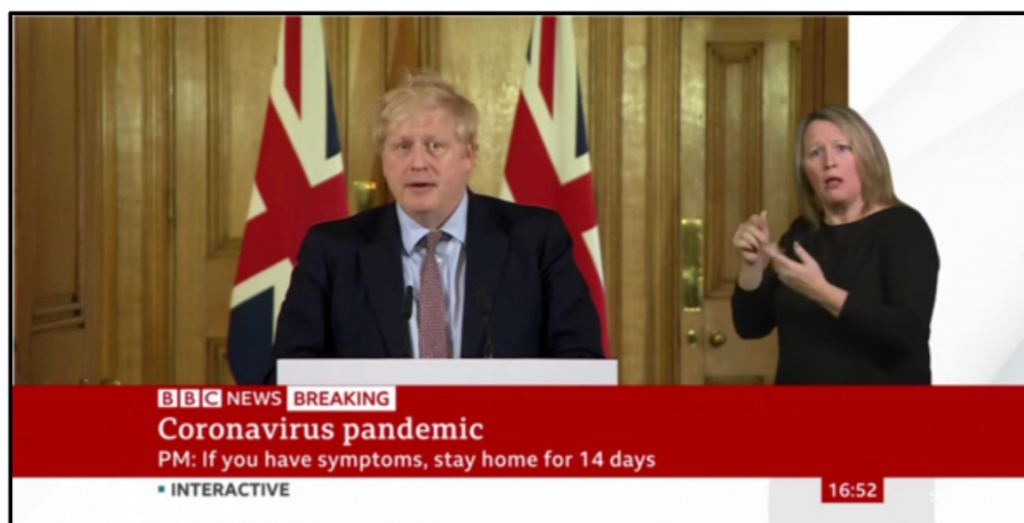 BBC NEWS BREAKING
Coronavirus pandemic
PM: If you have symptoms, stay home for 14 days
INTERACTIVE
16:52